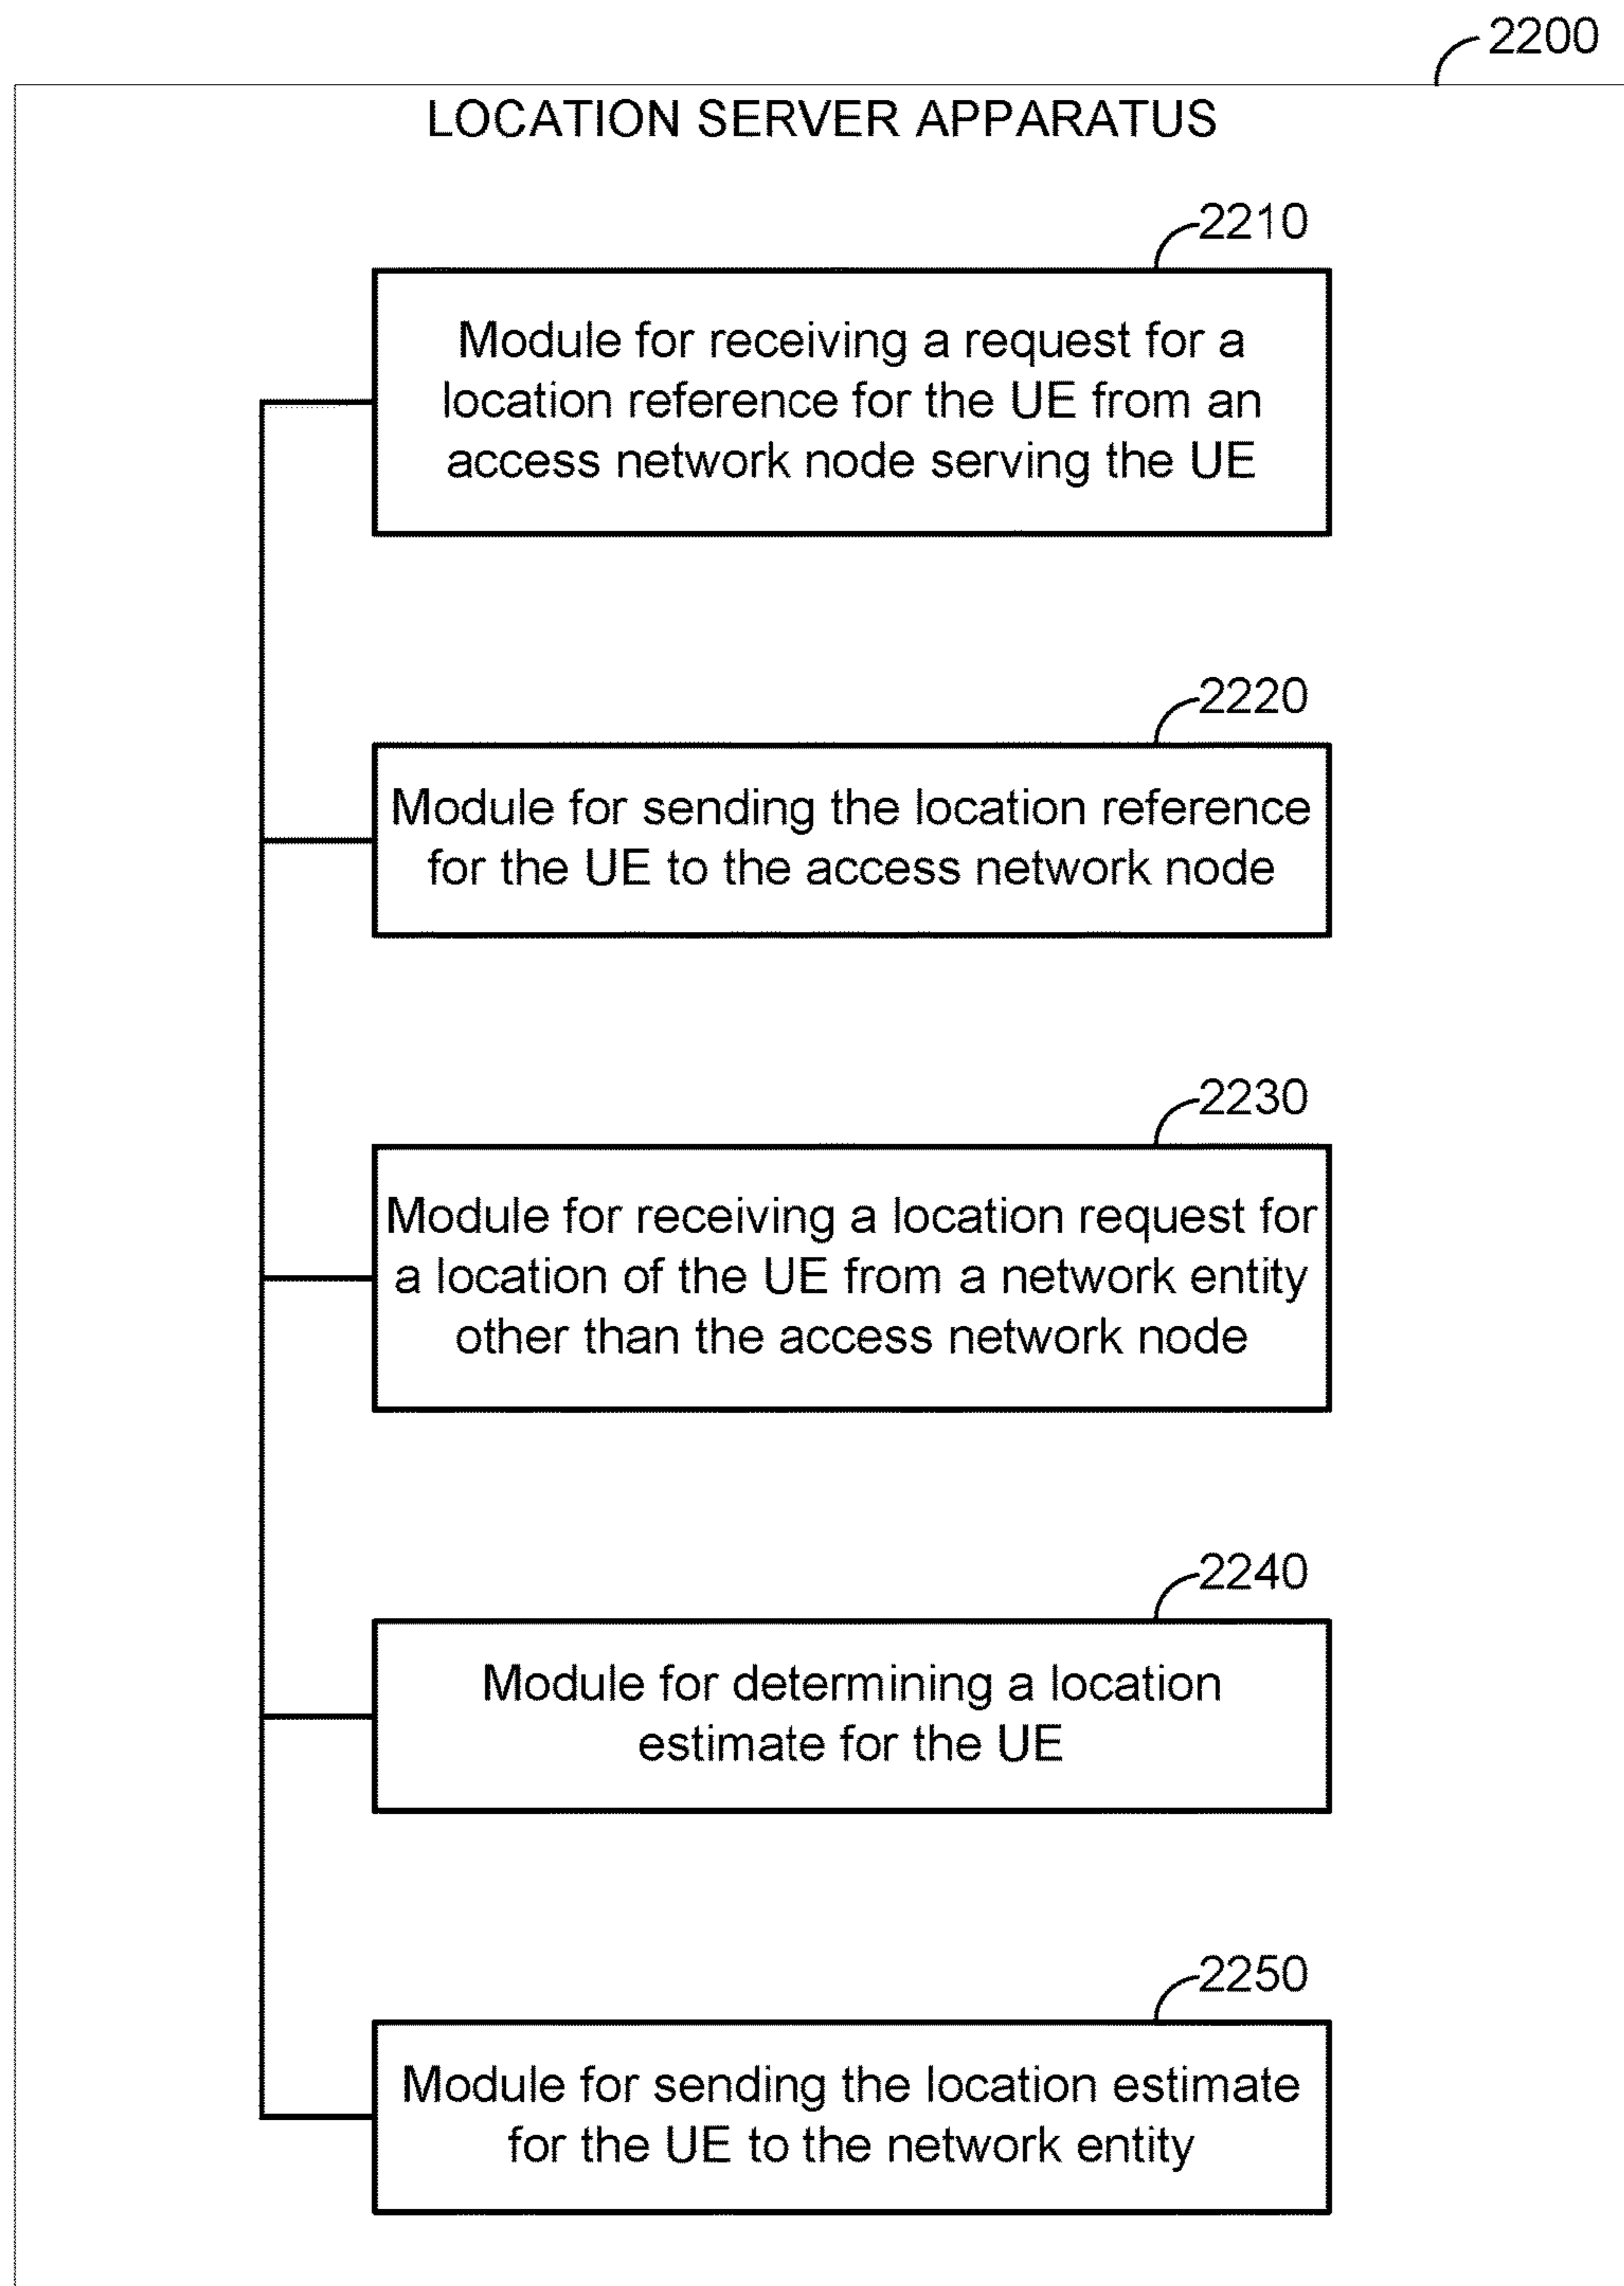 2200
LOCATION SERVER APPARATUS
2210
Module for receiving a request for a
location reference for the UE from an
access network node serving the UE
2220
Module for sending the location reference
for the UE to the access network node
2230
Module for receiving a location request for
a location of the UE from a network entity
other than the access network node
2240
Module for determining a location
estimate for the UE
2250
Module for sending the location estimate
for the UE to the network entity